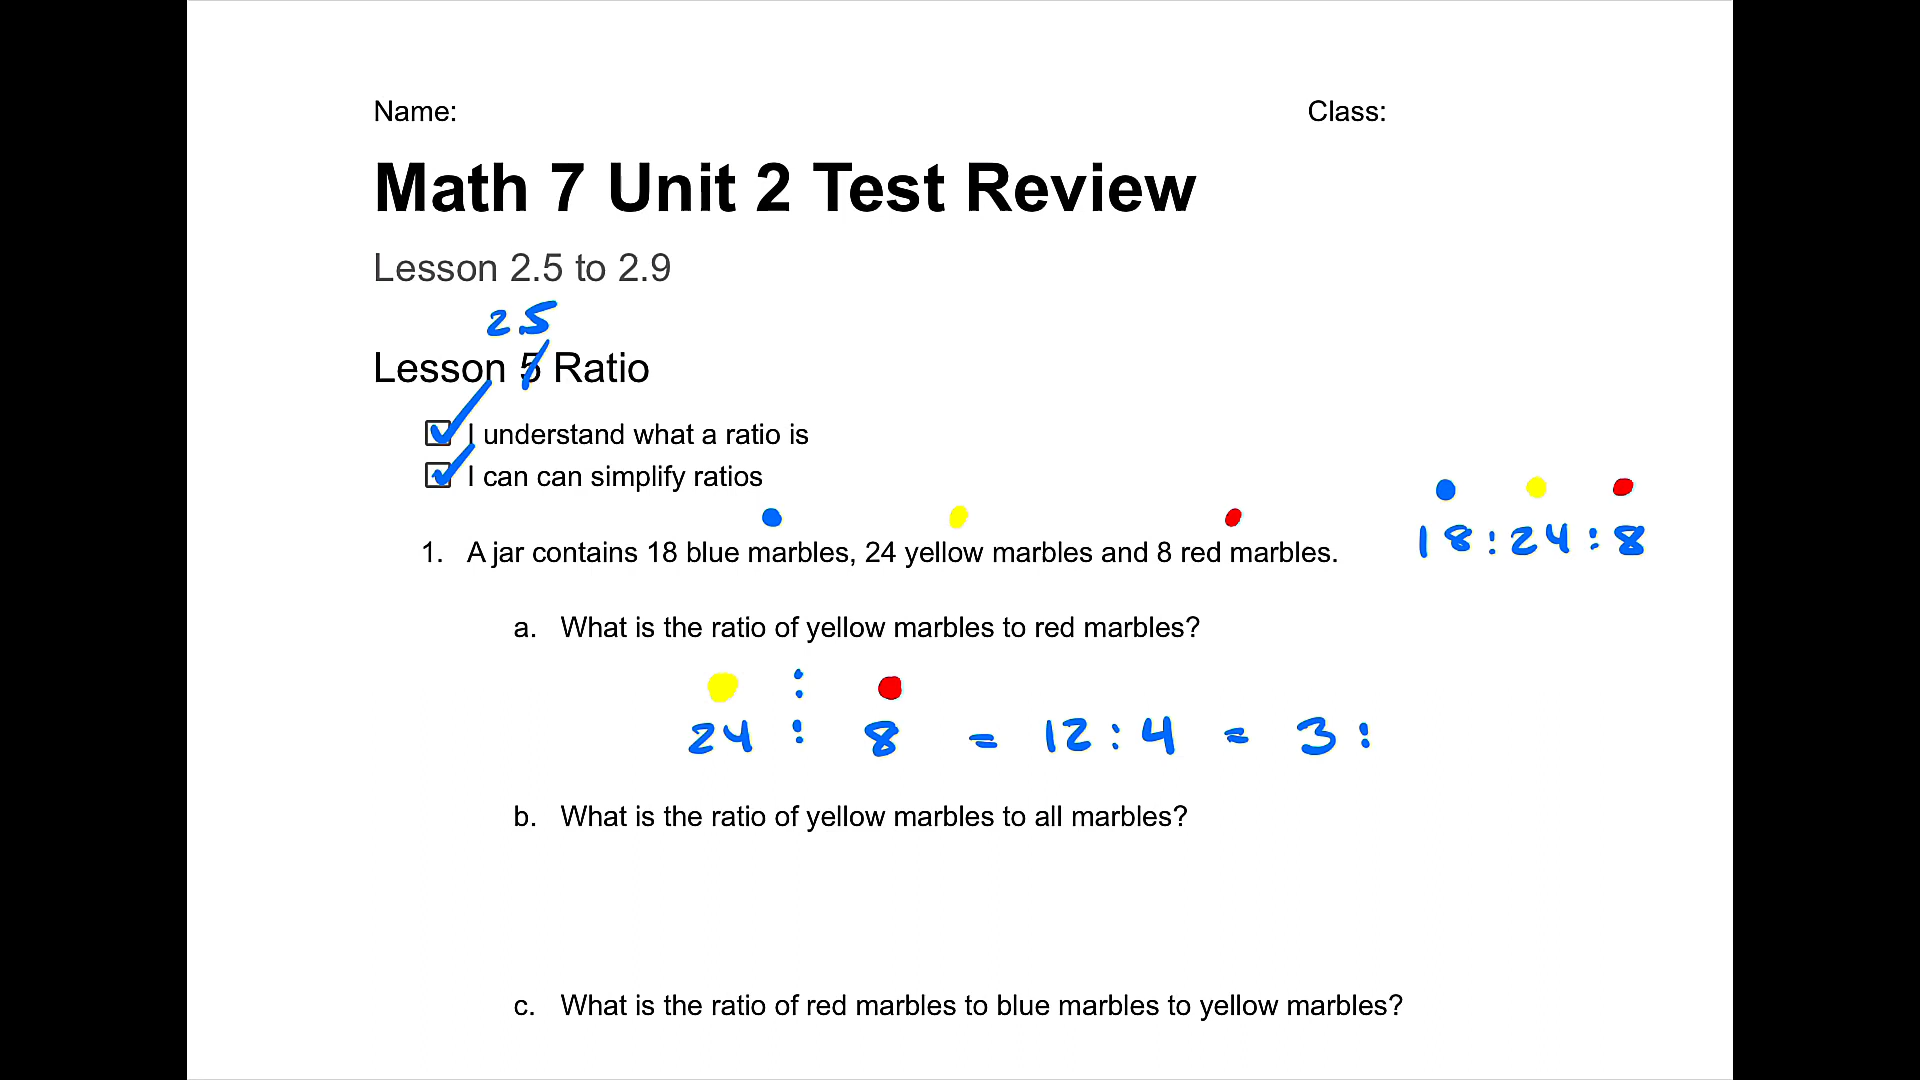 Name: Class:
Math 7 Unit 2 Test Review
Lesson 2.5 to 2.9
2.5
Lesson 5 Ratio
I understand what a ratio is
I can can simplify ratios
18 : 24 : 8
1. A jar contains 18 blue marbles, 24 yellow marbles and 8 red marbles.
a. What is the ratio of yellow marbles to red marbles?
:
24 : 8 = 12 : 4 = 3 :
b. What is the ratio of yellow marbles to all marbles?
c. What is the ratio of red marbles to blue marbles to yellow marbles?